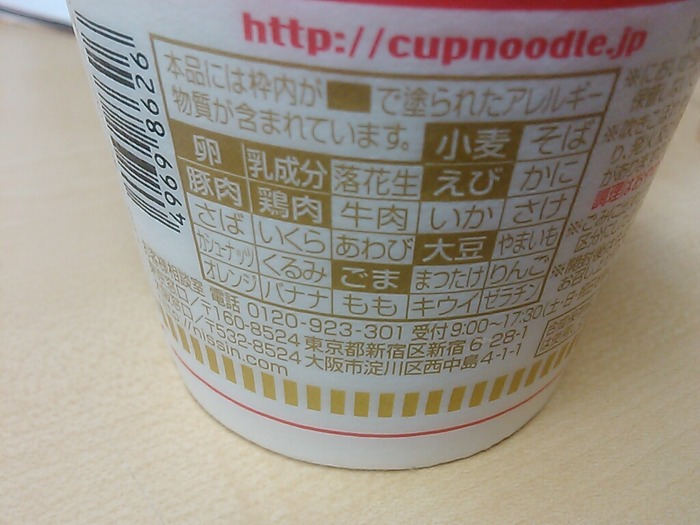 http://cupnoodle.jp
本品には枠内が で塗られたアレルギー
物質が含まれています。 小麦 そば
卵 乳成分 落花生 えび かに
豚肉 鶏肉 牛肉 いか さけ
さば いくら あわび 大豆 やまいも
カシューナッツ くるみ ごま まつたけ りんご
オレンジ バナナ もも キウイ ゼラチン
相談室 電話 0120-923-301 受付 9:00〜17:30(土・日・
〒160-8524 東京都新宿区新宿 6 28-1
〒532-8524 大阪市淀川区西中島 4-1-1
nissin.com
4969 8626